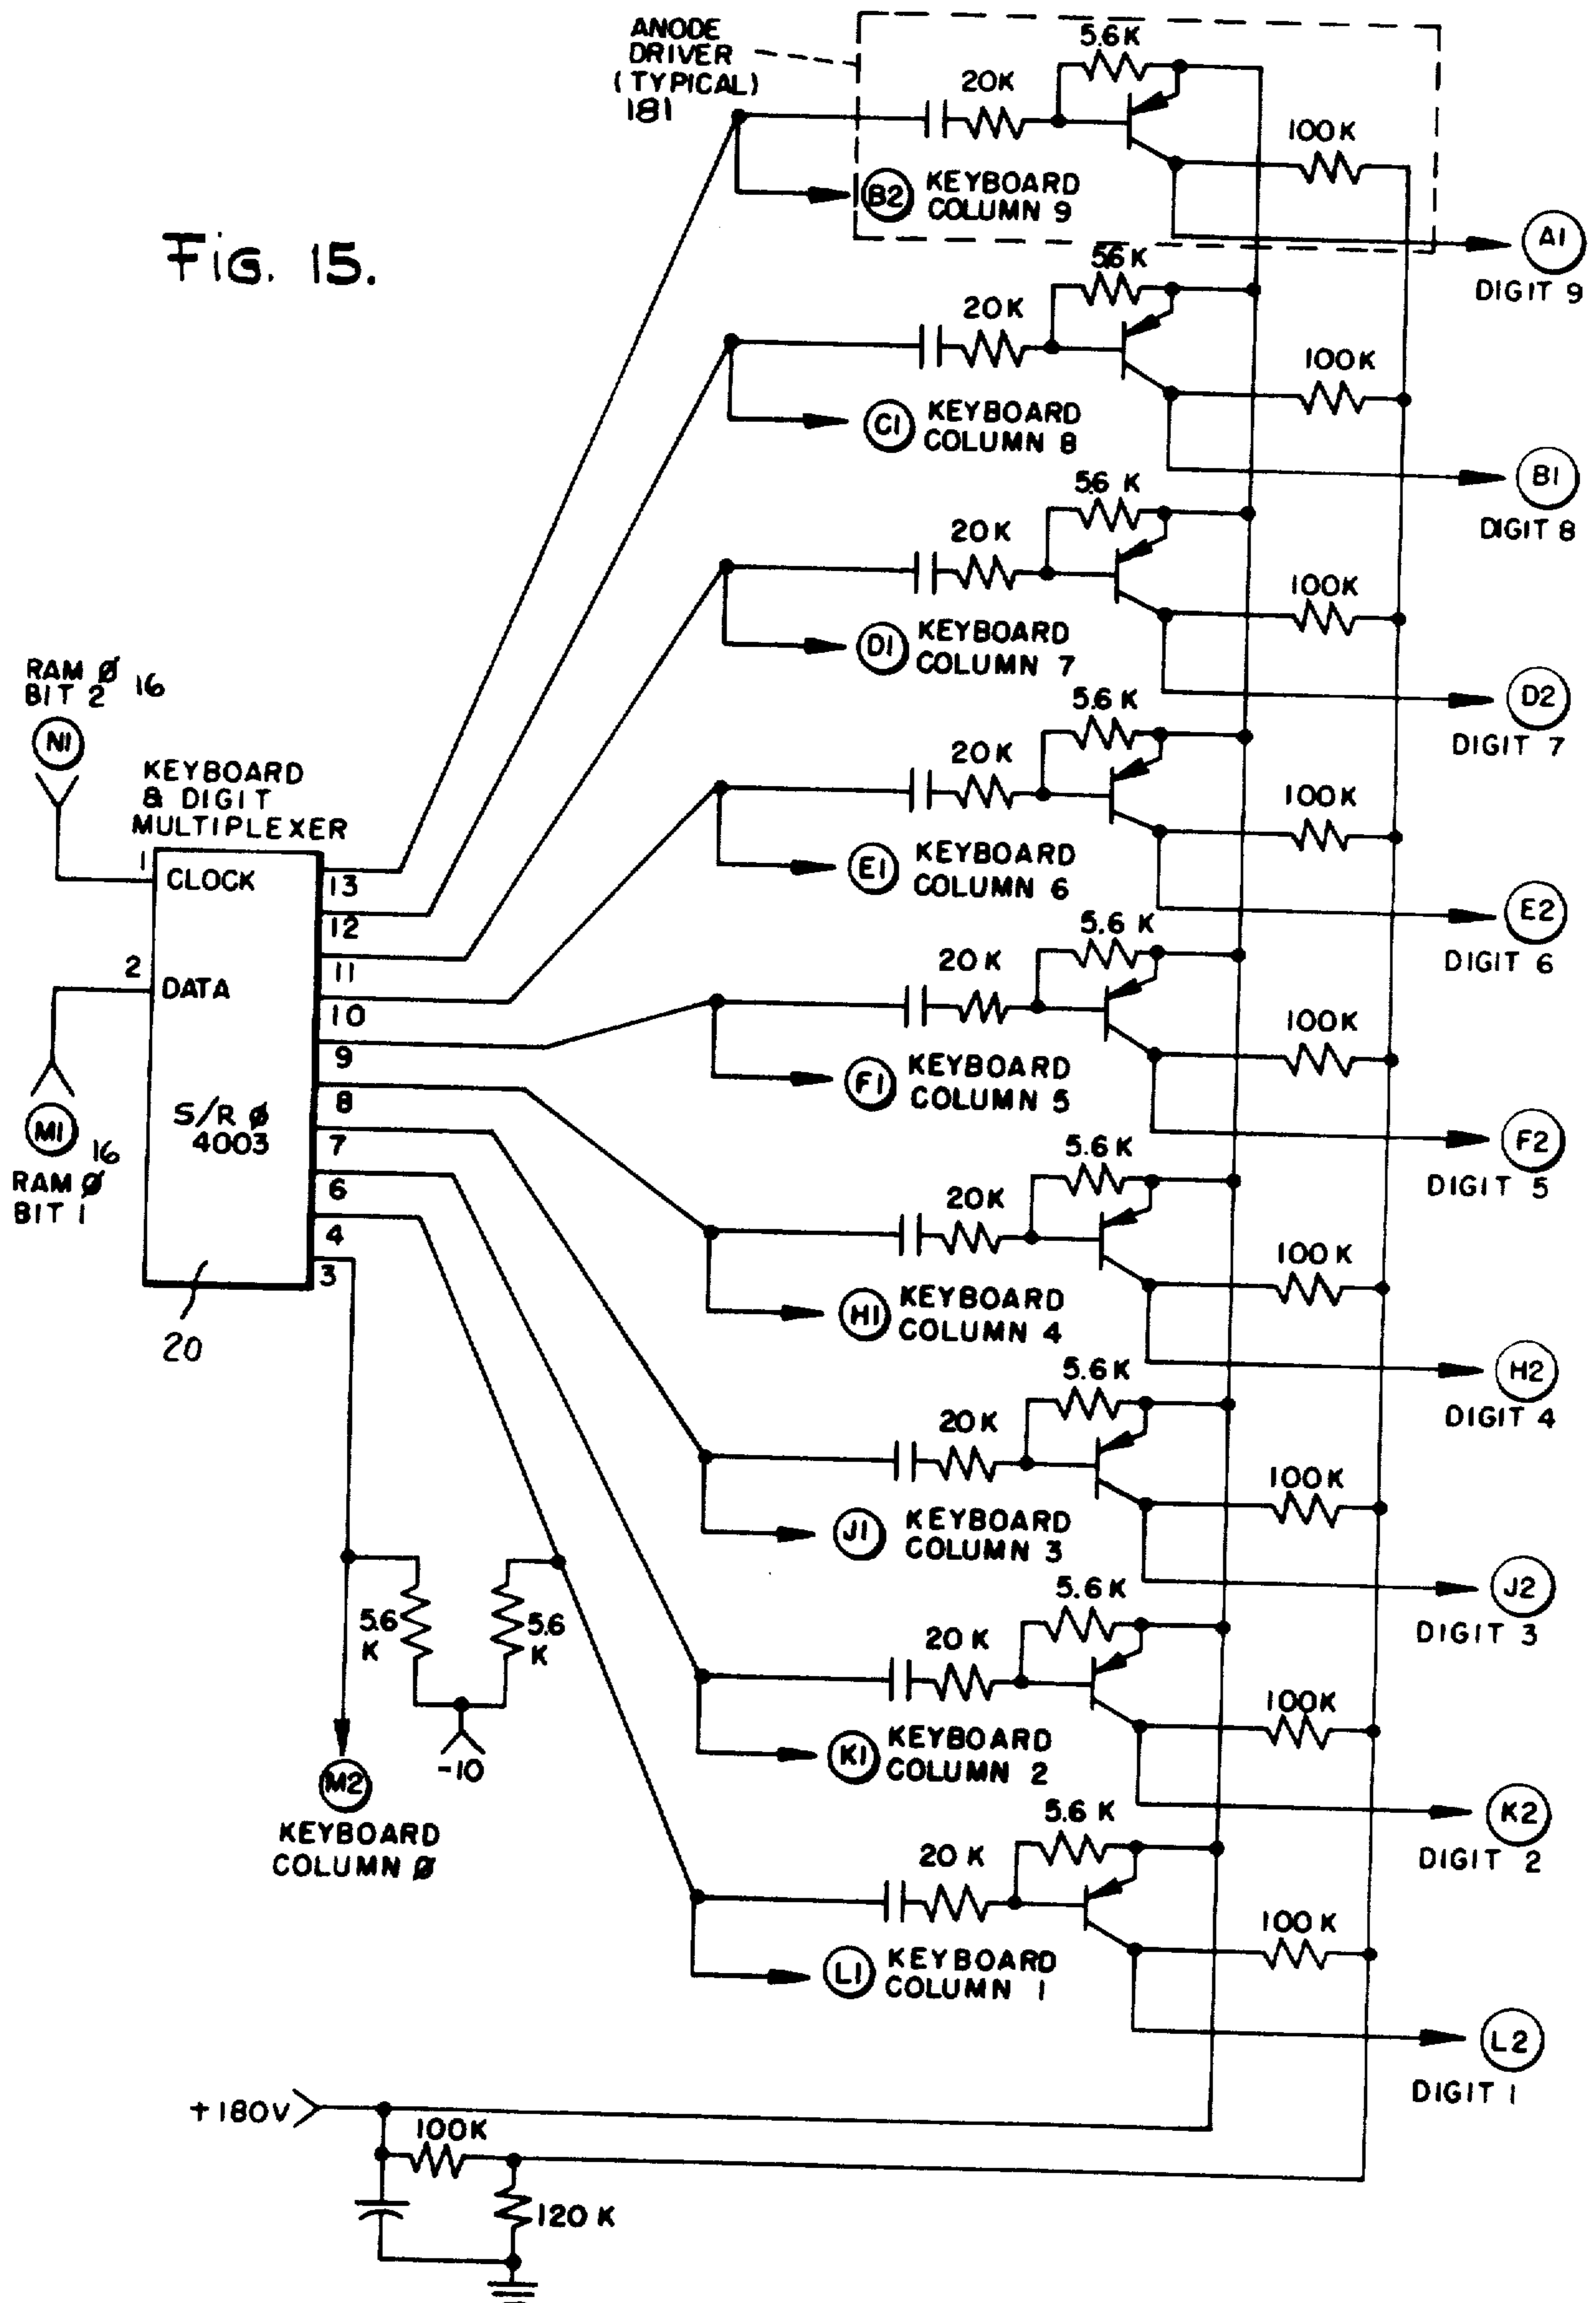 ANODE
DRIVER
(TYPICAL)
181
5.6K
20K
100K
B2
KEYBOARD
COLUMN 9
A1
DIGIT 9
Fig. 15.
56K
20K
100K
C1
KEYBOARD
COLUMN 8
B1
DIGIT 8
5.6 K
20K
100K
D1
KEYBOARD
COLUMN 7
D2
DIGIT 7
RAM Ø 16
BIT 2
N1
KEYBOARD
& DIGIT
MULTIPLEXER
5.6 K
20K
100K
E1
KEYBOARD
COLUMN 6
E2
DIGIT 6
1
CLOCK
13
12
2
DATA
11
10
9
8
7
6
4
3
S/R Ø
4003
20
M1
16
RAM Ø
BIT 1
5.6 K
20 K
100K
F1
KEYBOARD
COLUMN 5
F2
DIGIT 5
5.6 K
20K
100K
H1
KEYBOARD
COLUMN 4
H2
DIGIT 4
5.6 K
20K
100K
J1
KEYBOARD
COLUMN 3
J2
DIGIT 3
5.6
K
5.6
K
-10
M2
KEYBOARD
COLUMN Ø
5.6 K
20 K
100K
K1
KEYBOARD
COLUMN 2
K2
DIGIT 2
5.6 K
20 K
100 K
L1
KEYBOARD
COLUMN 1
L2
DIGIT 1
+180V
100K
120 K